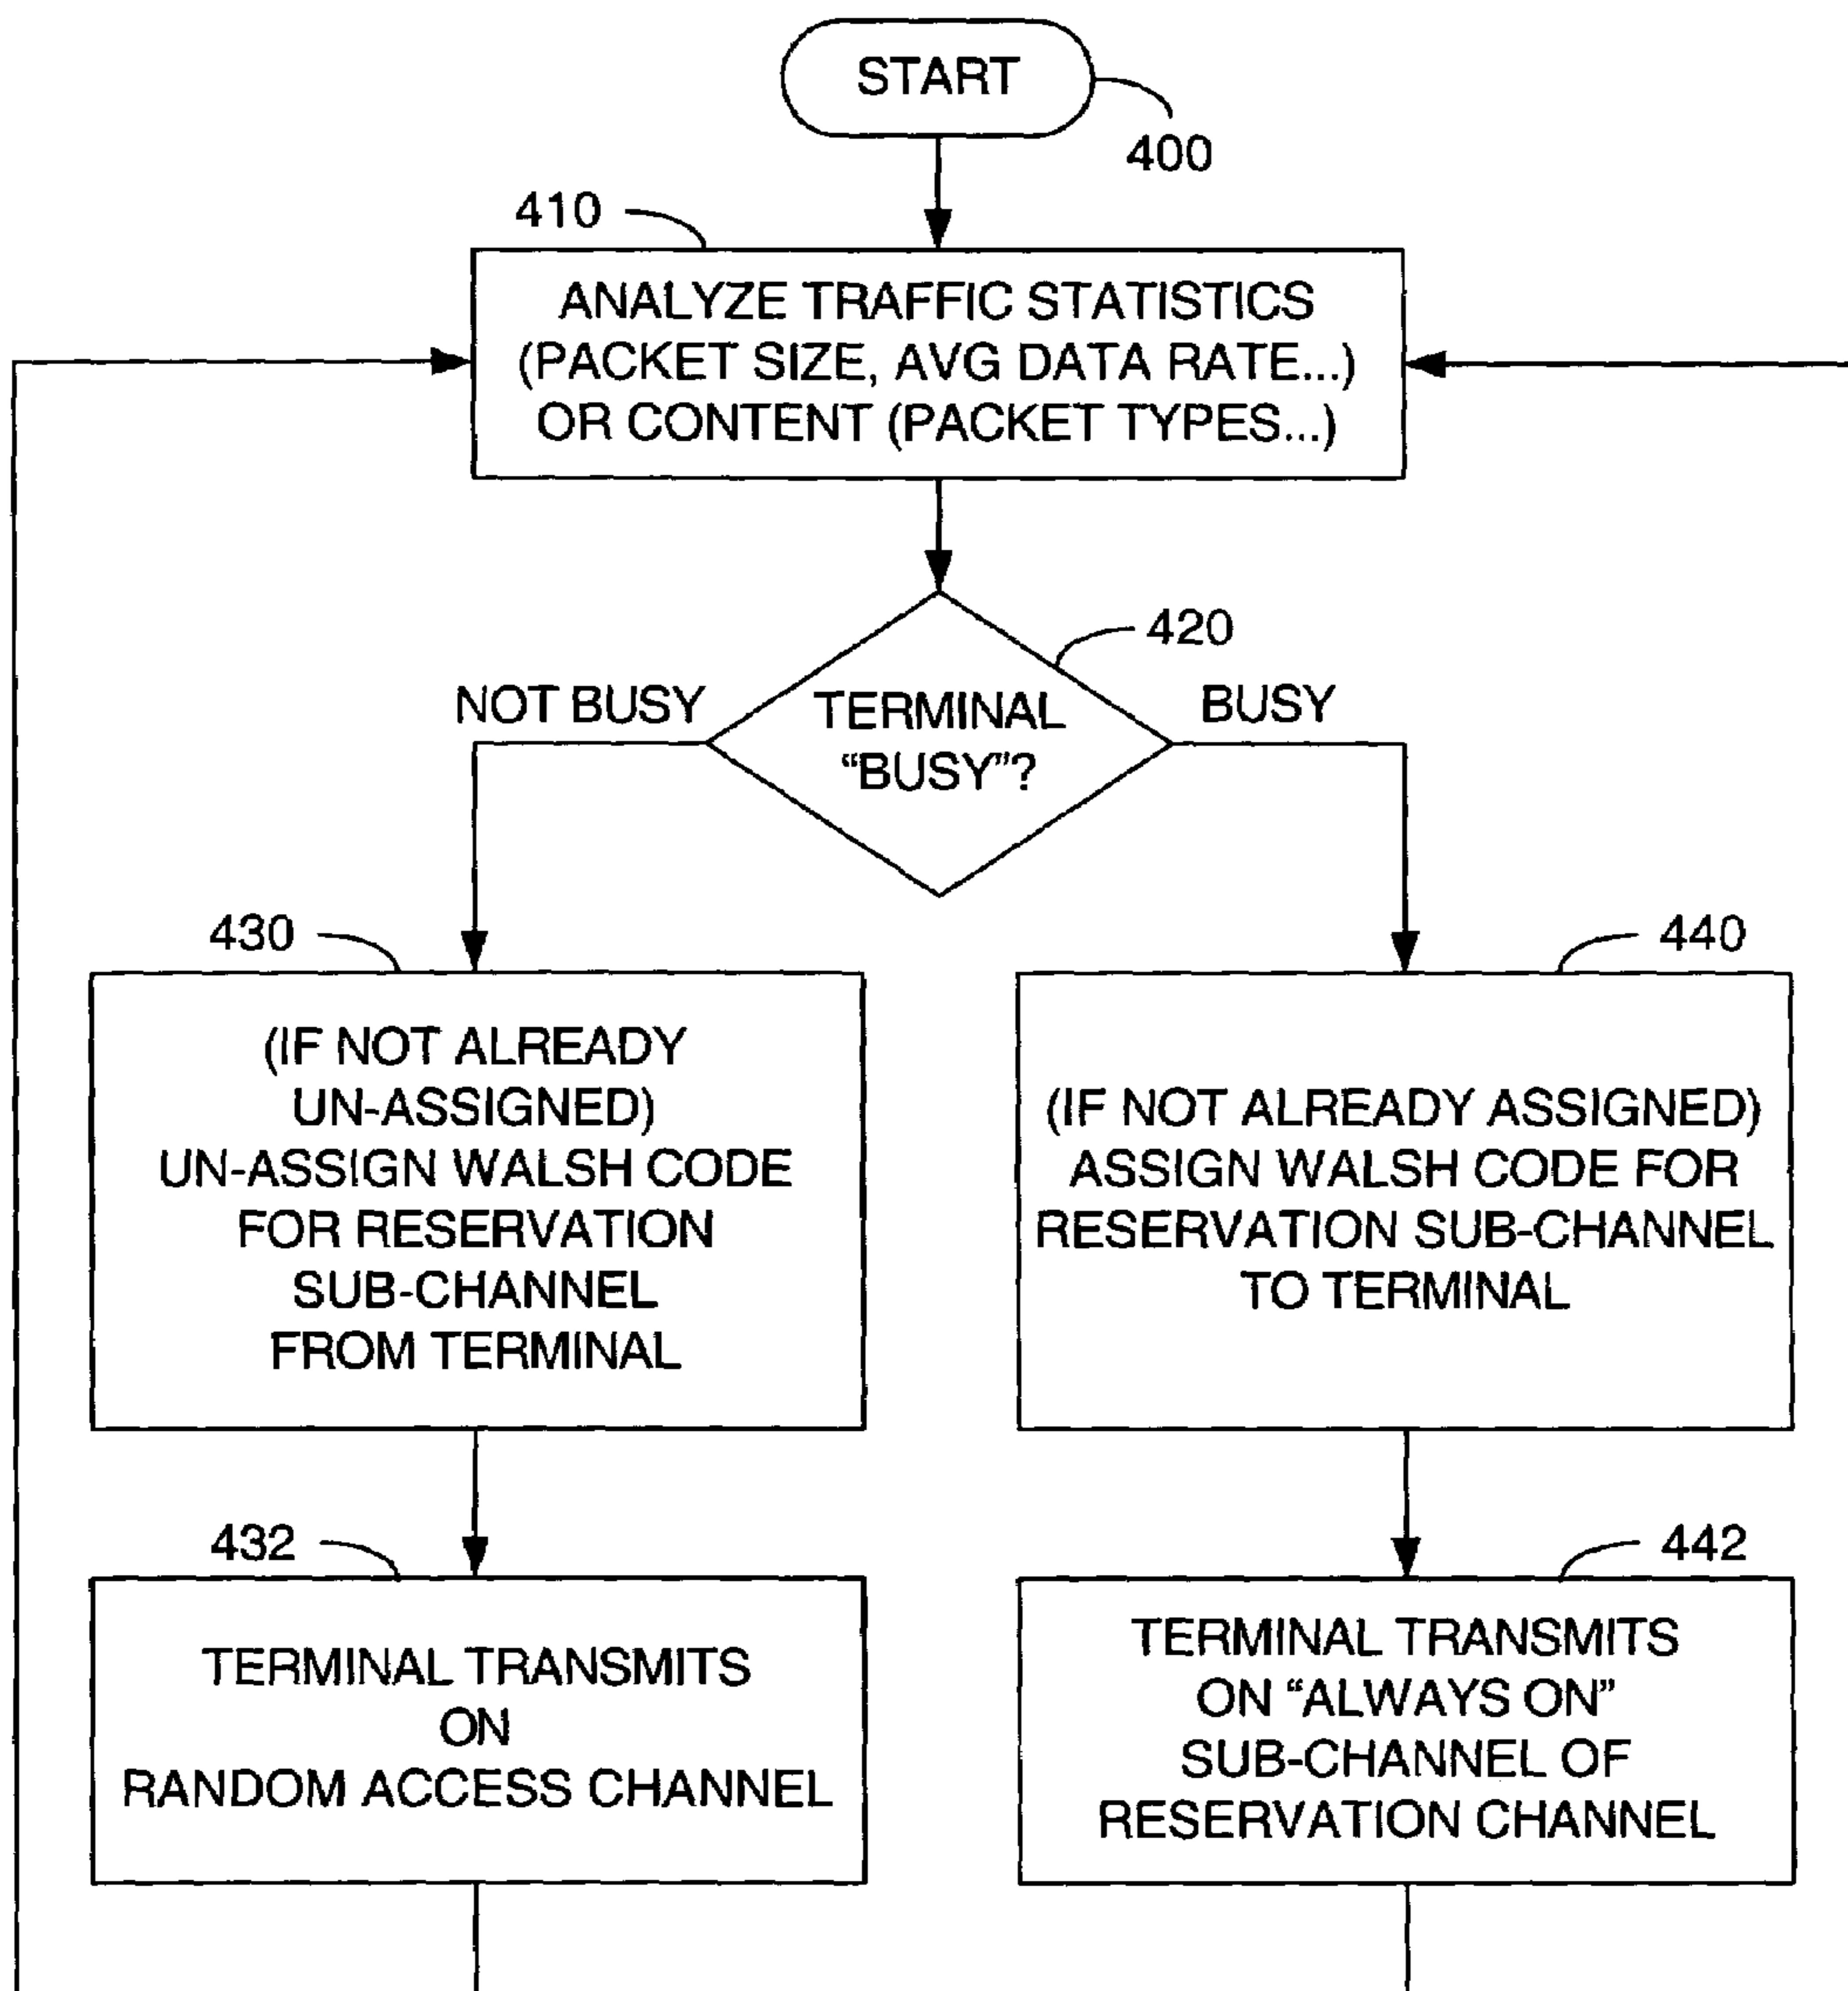 START
400
410
ANALYZE TRAFFIC STATISTICS
(PACKET SIZE, AVG DATA RATE...)
OR CONTENT (PACKET TYPES...)
420
NOT BUSY
TERMINAL
“BUSY”?
BUSY
430
(IF NOT ALREADY
UN-ASSIGNED)
UN-ASSIGN WALSH CODE
FOR RESERVATION
SUB-CHANNEL
FROM TERMINAL
440
(IF NOT ALREADY ASSIGNED)
ASSIGN WALSH CODE FOR
RESERVATION SUB-CHANNEL
TO TERMINAL
432
TERMINAL TRANSMITS
ON
RANDOM ACCESS CHANNEL
442
TERMINAL TRANSMITS
ON “ALWAYS ON”
SUB-CHANNEL OF
RESERVATION CHANNEL